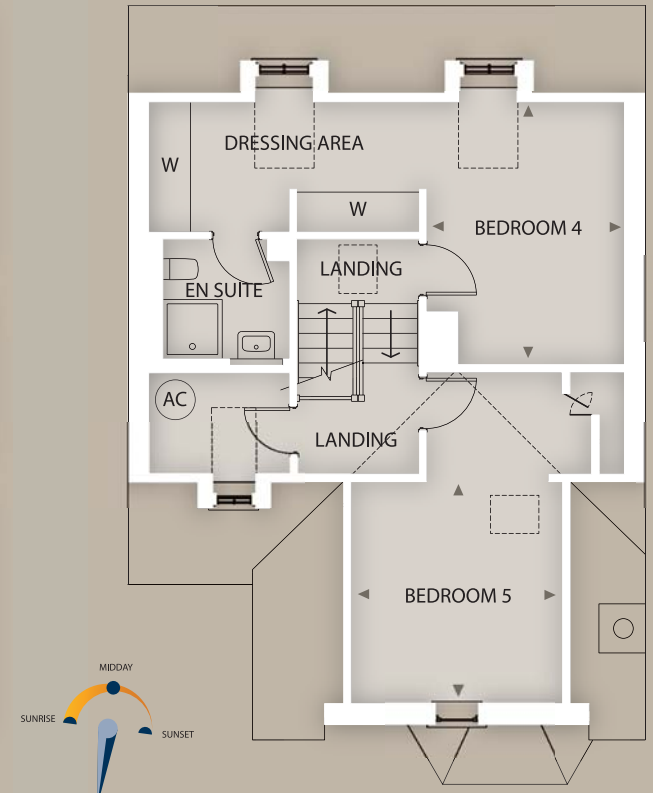 DRESSING AREA
W
W
BEDROOM 4
LANDING
EN SUITE
AC
LANDING
BEDROOM 5
MIDDAY
SUNRISE
SUNSET